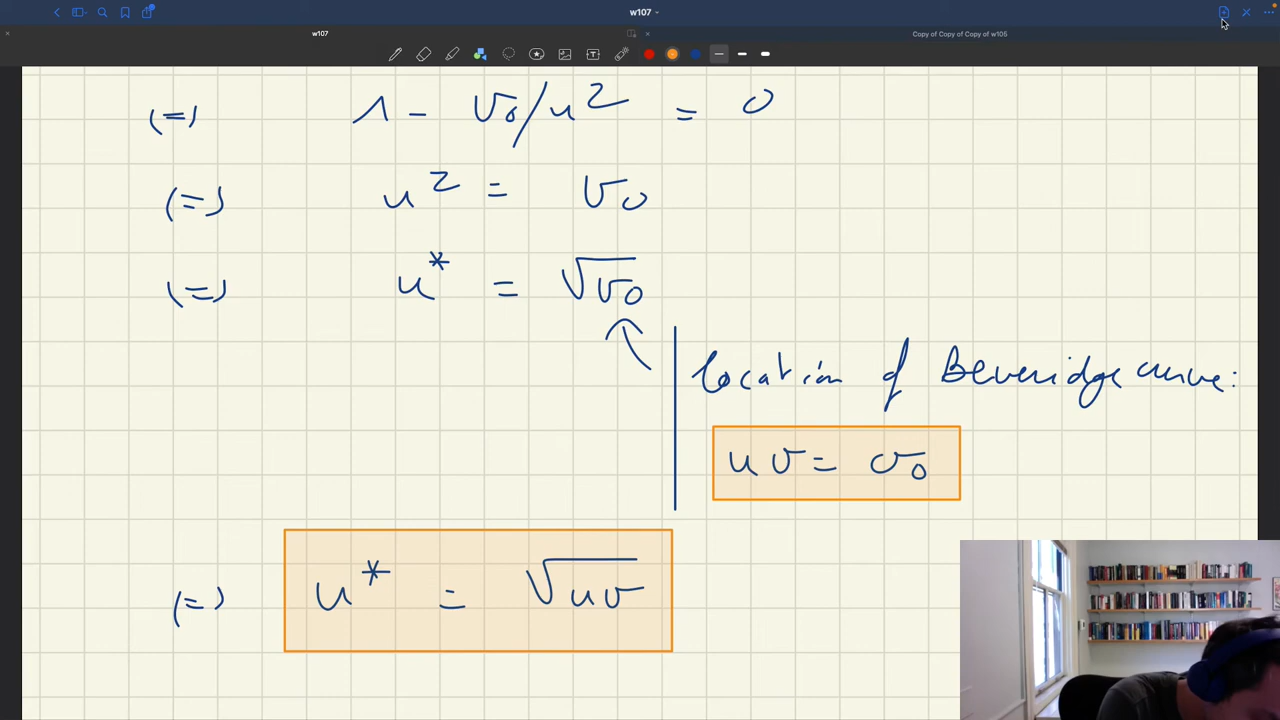 w107
w107
Copy of Copy of Copy of w105
(=) 1 - v₀/u² = 0
(=) u² = v₀
(=) u* = √v₀
location of Beveridge curve:
uv = v₀
(=) u* = √uv